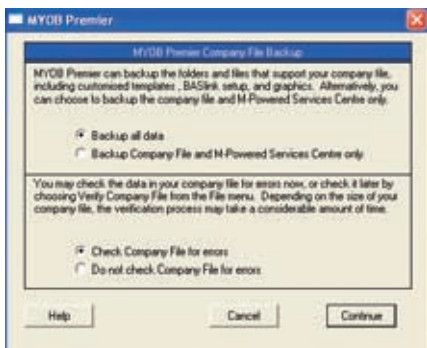 MYOB Premier
MYOB Premier Company File Backup
MYOB Premier can backup the folders and files that support your company file,
including customised templates , BASlink setup, and graphics. Alternatively, you
can choose to backup the company file and M-Powered Services Centre only.
Backup all data
Backup Company File and M-Powered Services Centre only
You may check the data in your company file for errors now, or check it later by
choosing Verify Company File from the File menu. Depending on the size of your
company file, the verification process may take a considerable amount of time.
Check Company File for errors
Do not check Company File for errors
Help
Cancel
Continue